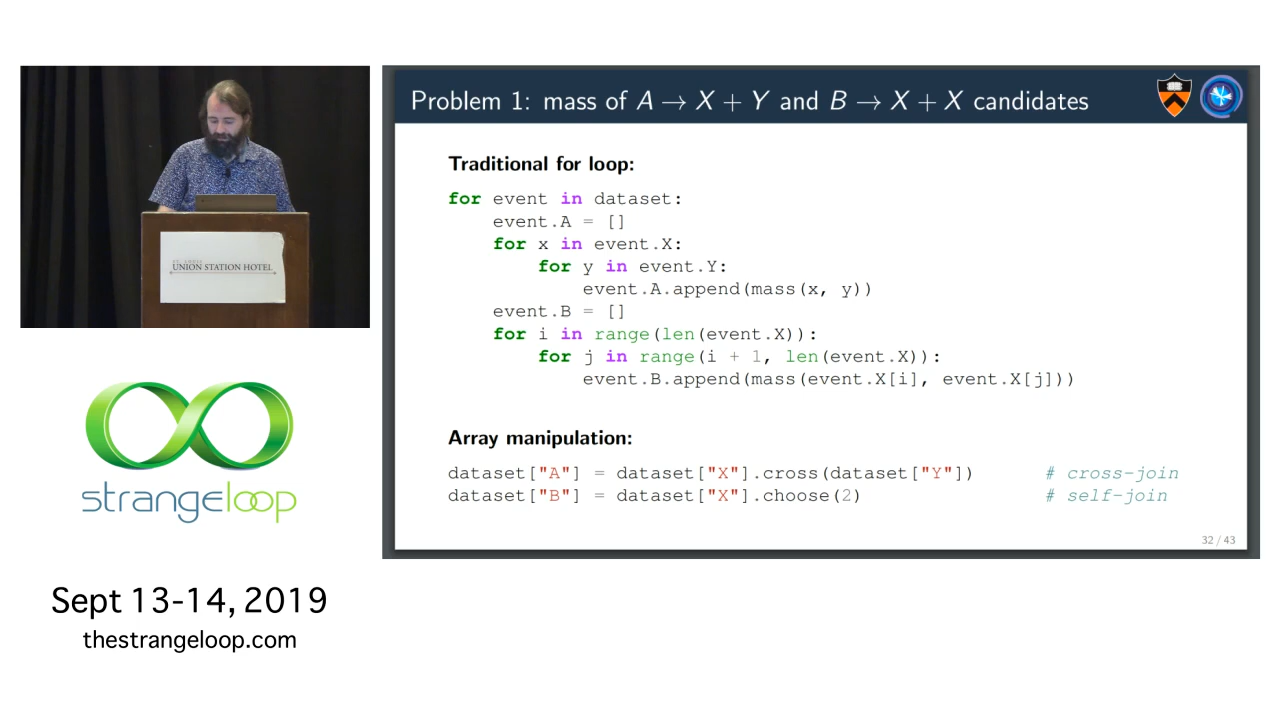 Problem 1: mass of A → X + Y and B → X + X candidates
Traditional for loop:
for event in dataset:
    event.A = []
    for x in event.X:
        for y in event.Y:
            event.A.append(mass(x, y))
    event.B = []
    for i in range(len(event.X)):
        for j in range(i + 1, len(event.X)):
            event.B.append(mass(event.X[i], event.X[j]))
Array manipulation:
dataset["A"] = dataset["X"].cross(dataset["Y"]) # cross-join
dataset["B"] = dataset["X"].choose(2) # self-join
32 / 43
UNION STATION HOTEL
strangeloop
Sept 13-14, 2019
thestrangeloop.com